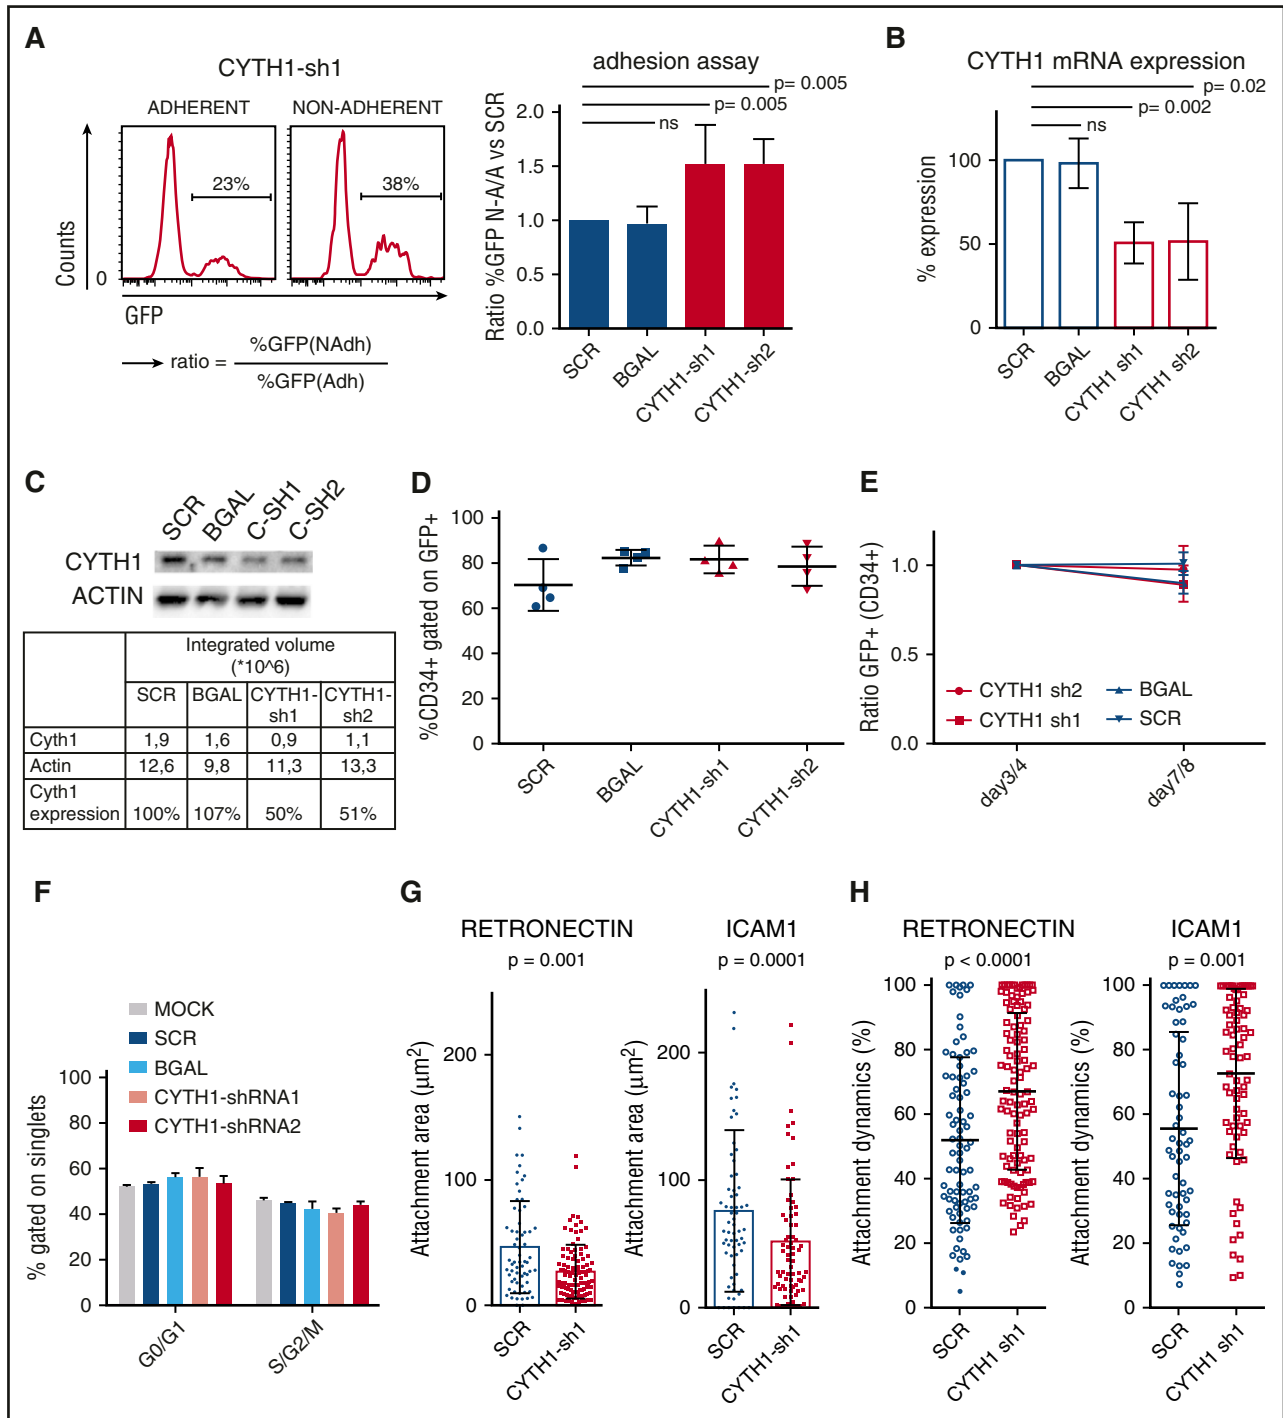 A
CYTH1-sh1
ADHERENT
NON-ADHERENT
23%
38%
Counts
0
GFP
ratio =
%GFP(NAdh)
%GFP(Adh)
adhesion assay
p= 0.005
p= 0.005
ns
Ratio %GFP N-A/A vs SCR
2.0
1.5
1.0
0.5
0.0
SCR
BGAL
CYTH1-sh1
CYTH1-sh2
B
CYTH1 mRNA expression
p= 0.02
p= 0.002
ns
% expression
100
50
0
SCR
BGAL
CYTH1 sh1
CYTH1 sh2
C
SCR
BGAL
C-SH1
C-SH2
CYTH1
ACTIN
Integrated volume
(*10^6)
SCR BGAL CYTH1-sh1 CYTH1-sh2
Cyth1 1,9 1,6 0,9 1,1
Actin 12,6 9,8 11,3 13,3
Cyth1
expression 100% 107% 50% 51%
D
%CD34+ gated on GFP+
100
80
60
40
20
0
SCR
BGAL
CYTH1-sh1
CYTH1-sh2
E
Ratio GFP+ (CD34+)
1.0
0.5
0.0
CYTH1 sh2
BGAL
CYTH1 sh1
SCR
day3/4
day7/8
F
MOCK
SCR
BGAL
CYTH1-shRNA1
CYTH1-shRNA2
% gated on singlets
100
80
60
40
20
0
G0/G1
S/G2/M
G
RETRONECTIN
p = 0.001
Attachment area (µm2)
200
100
0
SCR
CYTH1-sh1
ICAM1
p = 0.0001
Attachment area (µm2)
200
100
0
SCR
CYTH1-sh1
H
RETRONECTIN
p < 0.0001
Attachment dynamics (%)
100
80
60
40
20
0
SCR
CYTH1 sh1
ICAM1
p = 0.001
Attachment dynamics (%)
100
80
60
40
20
0
SCR
CYTH1 sh1